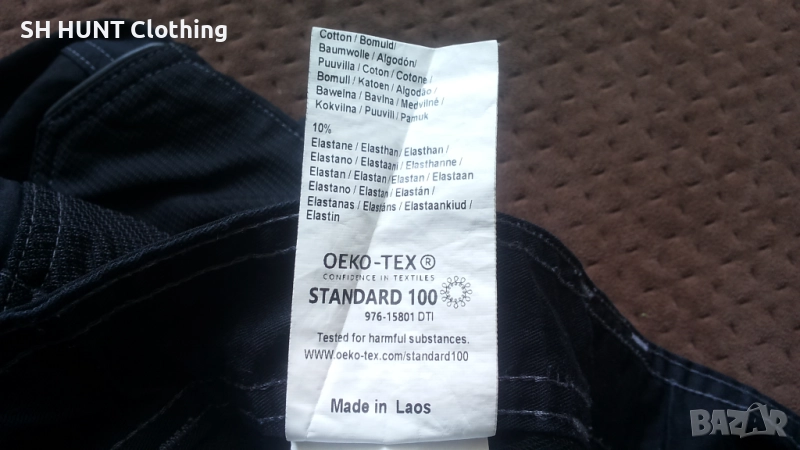 SH HUNT Clothing
Cotton / Bomuld/
Baumwolle / Algodón/
Puuvilla / Coton / Cotone/
Bomull / Katoen / Algodão/
Bawelna / Bavlna / Medvilné /
Kokvilna / Puuvill / Pamuk
10%
Elastane / Elasthan / Elasthan/
Elastano / Elastaani / Elasthanne/
Elastan / Elastan / Elastan / Elastaan
Elastano / Elastan / Elastán/
Elastanas / Elastāns / Elastaankiud /
Elastin
OEKO-TEX®
CONFIDENCE IN TEXTILES
STANDARD 100
976-15801 DTI
Tested for harmful substances.
www.oeko-tex.com/standard100
Made in Laos
BAZAR